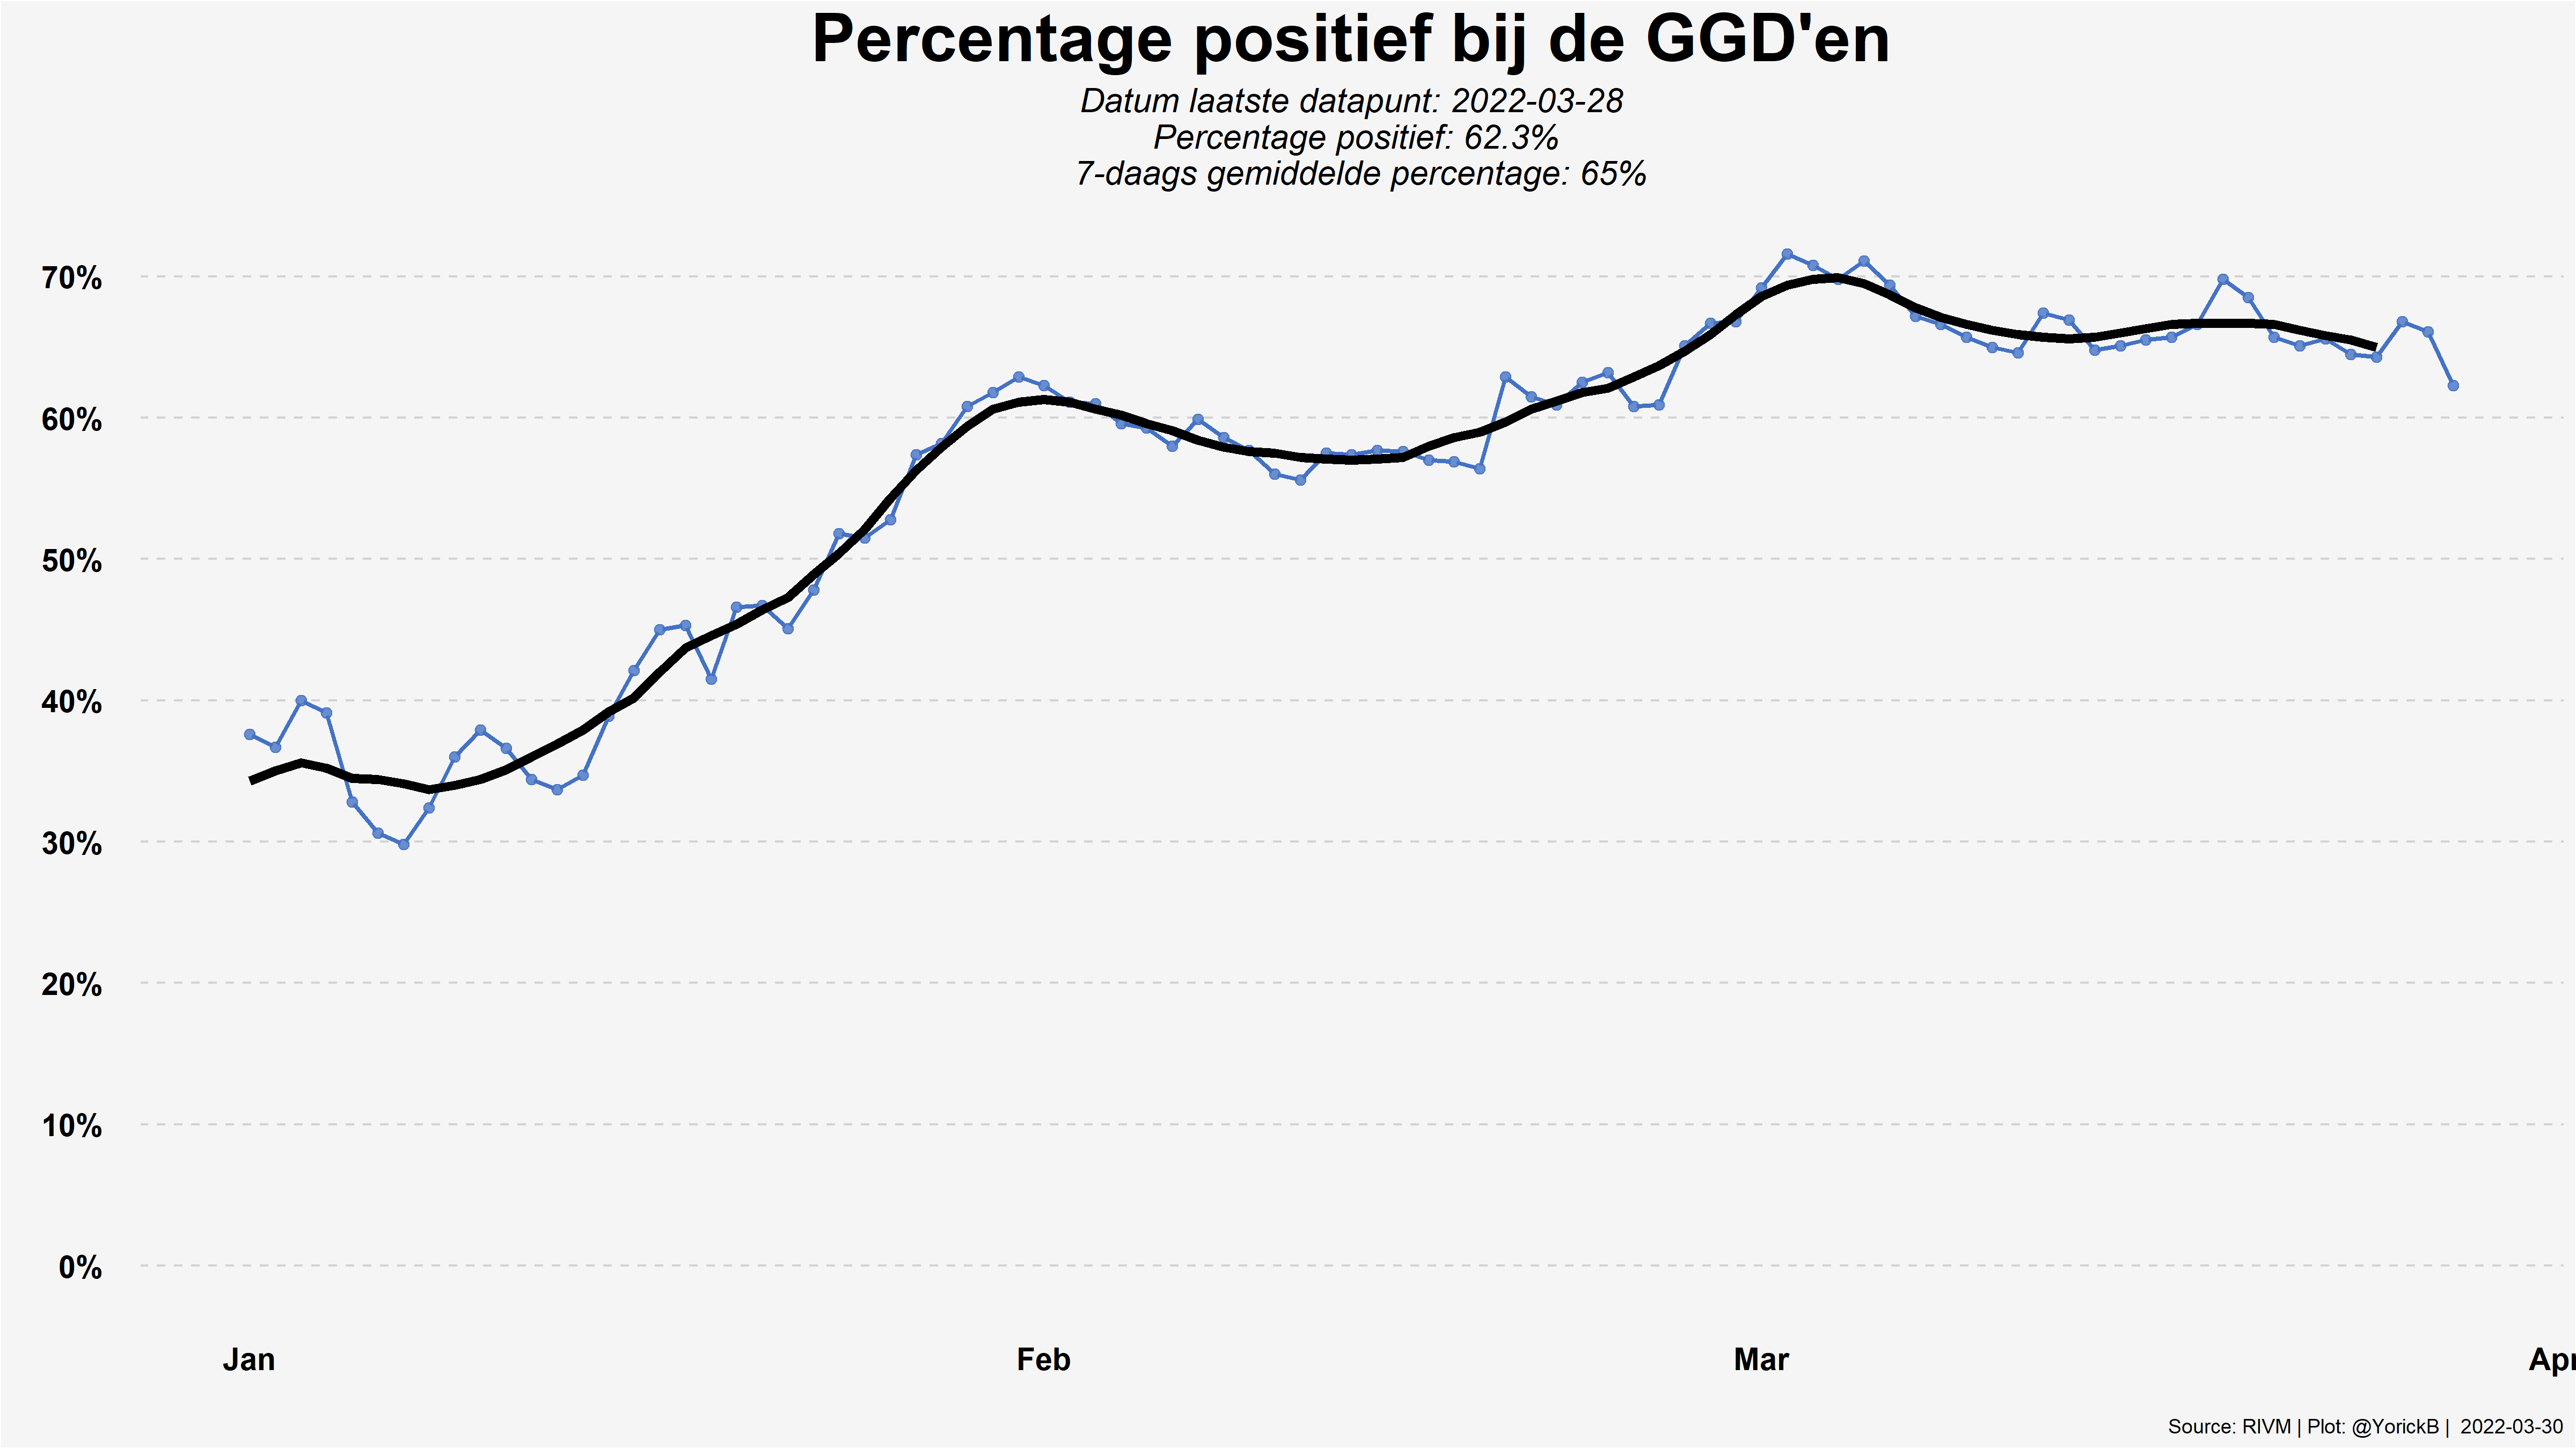 Percentage positief bij de GGD'en
Datum laatste datapunt: 2022-03-28
Percentage positief: 62.3%
7-daags gemiddelde percentage: 65%
70%
60%
50%
40%
30%
20%
10%
0%
Jan Feb Mar Apr
Source: RIVM | Plot: @YorickB | 2022-03-30